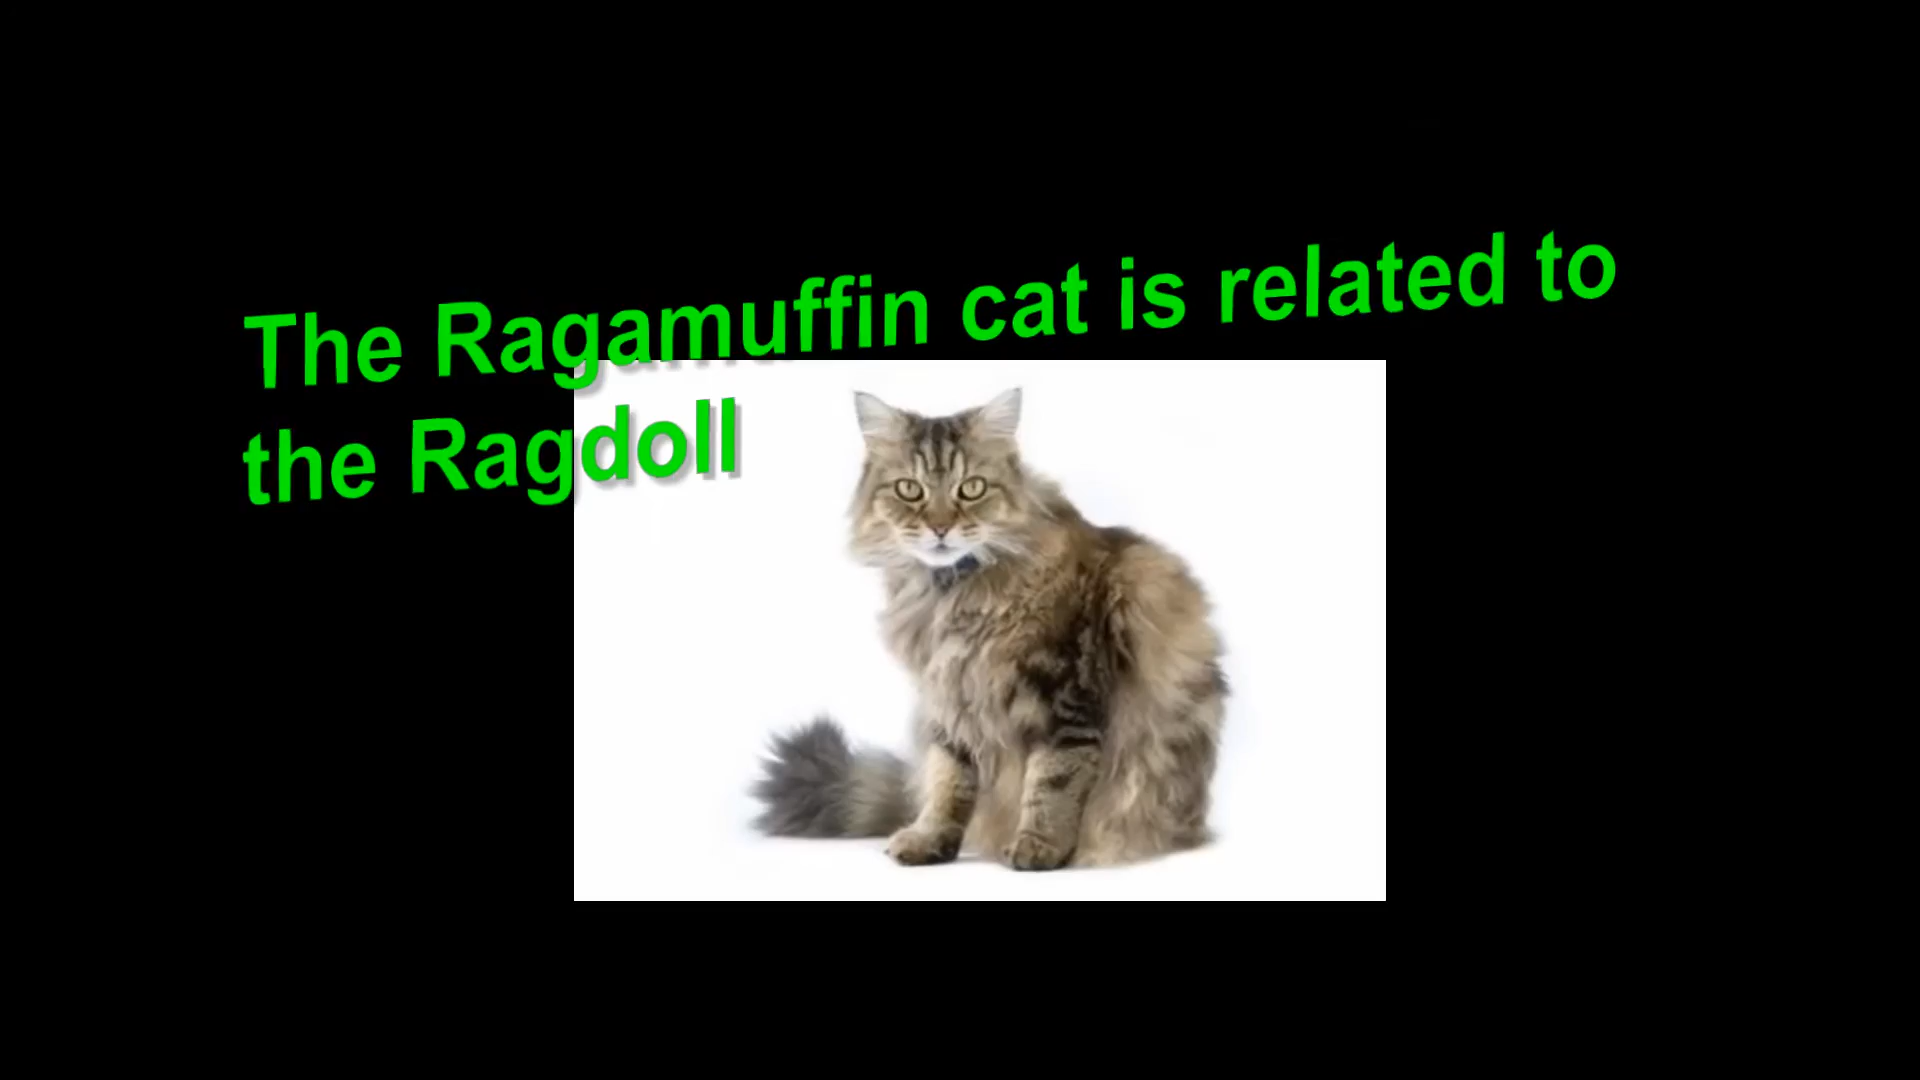 The Ragamuffin cat is related to
the Ragdoll